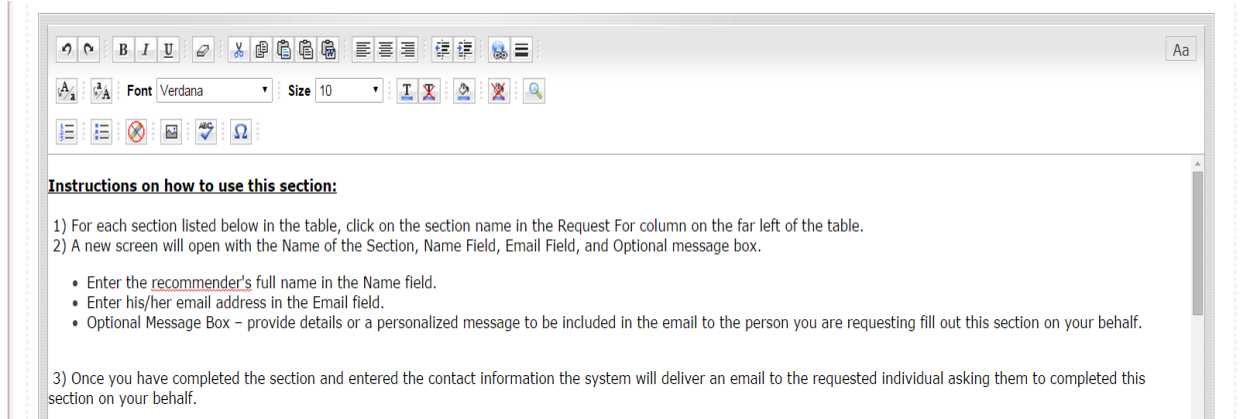 B I U
Aa
Font Verdana Size 10
ABC Ω
Instructions on how to use this section:
1) For each section listed below in the table, click on the section name in the Request For column on the far left of the table.
2) A new screen will open with the Name of the Section, Name Field, Email Field, and Optional message box.
• Enter the recommender's full name in the Name field.
• Enter his/her email address in the Email field.
• Optional Message Box – provide details or a personalized message to be included in the email to the person you are requesting fill out this section on your behalf.
3) Once you have completed the section and entered the contact information the system will deliver an email to the requested individual asking them to completed this
section on your behalf.